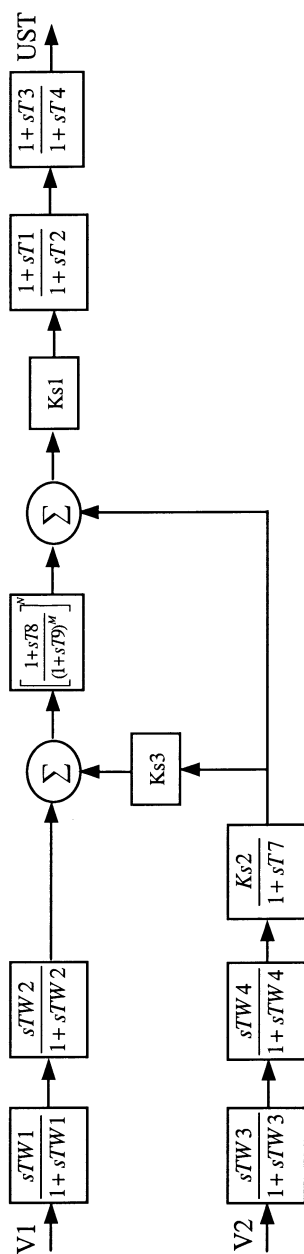 V1
sTW1
1+sTW1
sTW2
1+sTW2
Σ
[1+sT8
(1+sT9)^M]^N
Σ
Ks1
1+sT1
1+sT2
1+sT3
1+sT4
UST
Ks3
V2
sTW3
1+sTW3
sTW4
1+sTW4
Ks2
1+sT7